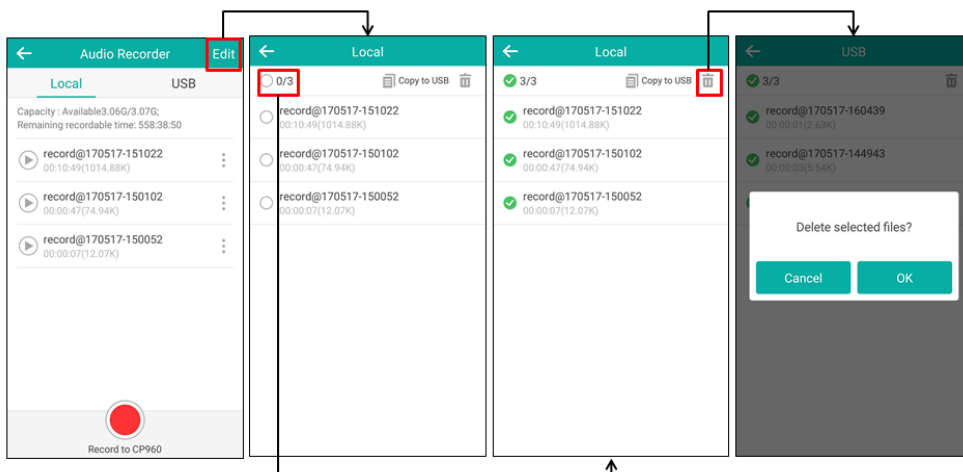 Audio Recorder
Edit
Local
USB
Capacity : Available3.06G/3.07G;
Remaining recordable time: 558:38:50
record@170517-151022
00:10:49(1014.88K)
record@170517-150102
00:00:47(74.94K)
record@170517-150052
00:00:07(12.07K)
Record to CP960
Local
0/3
Copy to USB
record@170517-151022
00:10:49(1014.88K)
record@170517-150102
00:00:47(74.94K)
record@170517-150052
00:00:07(12.07K)
Local
3/3
Copy to USB
record@170517-151022
00:10:49(1014.88K)
record@170517-150102
00:00:47(74.94K)
record@170517-150052
00:00:07(12.07K)
USB
3/3
record@170517-160439
00:00:01(2.63K)
record@170517-144943
00:00:03(5.54K)
Delete selected files?
Cancel
OK